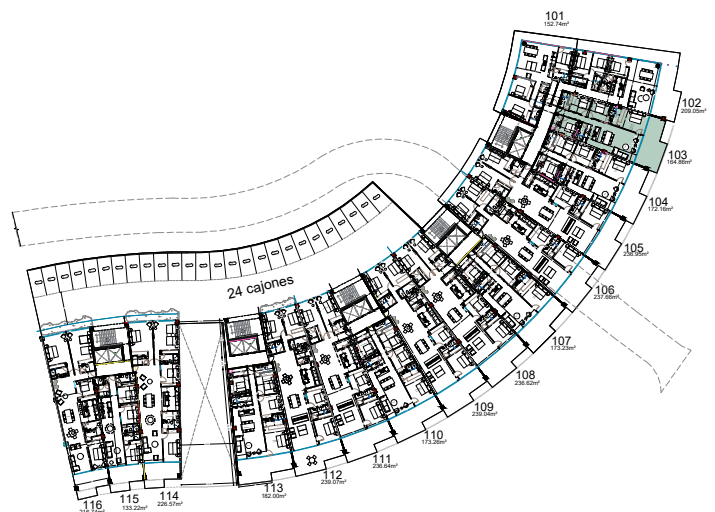 101
152.74m²
102
209.05m²
103
164.86m²
104
172.16m²
105
236.95m²
106
237.66m²
107
173.23m²
108
236.62m²
109
239.04m²
110
173.26m²
111
236.64m²
112
239.07m²
113
182.00m²
114
226.57m²
115
133.22m²
116
24 cajones